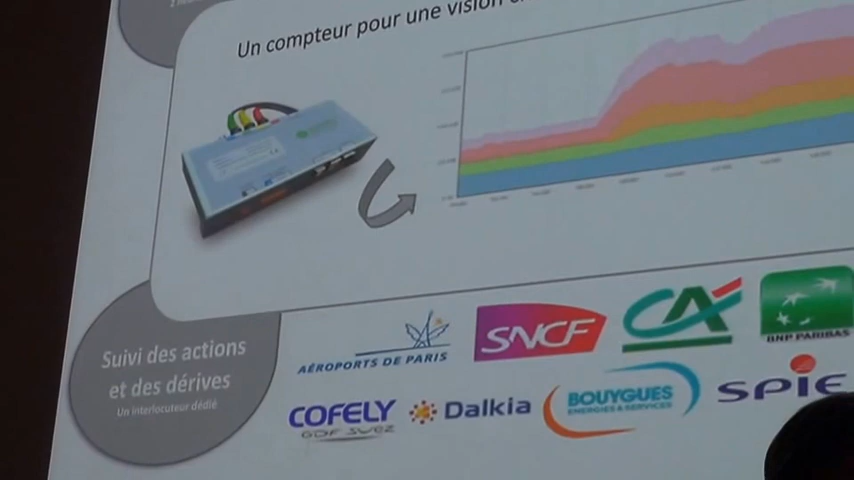 Un compteur pour une vision
Suivi des actions
et des dérives
Un interlocuteur dédié
AÉROPORTS DE PARIS
SNCF
CA
BNP PARIBAS
COFELY
GDF SUEZ
Dalkia
BOUYGUES
ENERGIES & SERVICES
SPIE